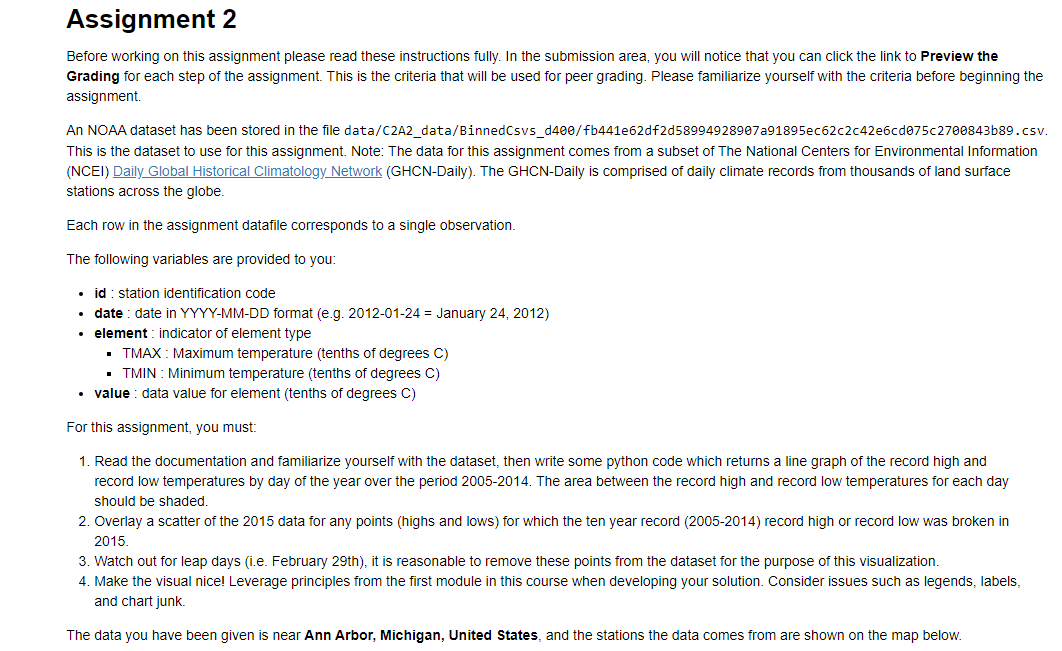 Assignment 2
Before working on this assignment please read these instructions fully. In the submission area, you will notice that you can click the link to Preview the
Grading for each step of the assignment. This is the criteria that will be used for peer grading. Please familiarize yourself with the criteria before beginning the
assignment.
An NOAA dataset has been stored in the file data/C2A2_data/BinnedCsvs_d400/fb441e62df2d58994928907a91895ec62c2c42e6cd075c2700843b89.csv.
This is the dataset to use for this assignment. Note: The data for this assignment comes from a subset of The National Centers for Environmental Information
(NCEI) Daily Global Historical Climatology Network (GHCN-Daily). The GHCN-Daily is comprised of daily climate records from thousands of land surface
stations across the globe.
Each row in the assignment datafile corresponds to a single observation.
The following variables are provided to you:
• id : station identification code
• date : date in YYYY-MM-DD format (e.g. 2012-01-24 = January 24, 2012)
• element : indicator of element type
▪ TMAX : Maximum temperature (tenths of degrees C)
▪ TMIN : Minimum temperature (tenths of degrees C)
• value : data value for element (tenths of degrees C)
For this assignment, you must:
1. Read the documentation and familiarize yourself with the dataset, then write some python code which returns a line graph of the record high and
record low temperatures by day of the year over the period 2005-2014. The area between the record high and record low temperatures for each day
should be shaded.
2. Overlay a scatter of the 2015 data for any points (highs and lows) for which the ten year record (2005-2014) record high or record low was broken in
2015.
3. Watch out for leap days (i.e. February 29th), it is reasonable to remove these points from the dataset for the purpose of this visualization.
4. Make the visual nice! Leverage principles from the first module in this course when developing your solution. Consider issues such as legends, labels,
and chart junk.
The data you have been given is near Ann Arbor, Michigan, United States, and the stations the data comes from are shown on the map below.